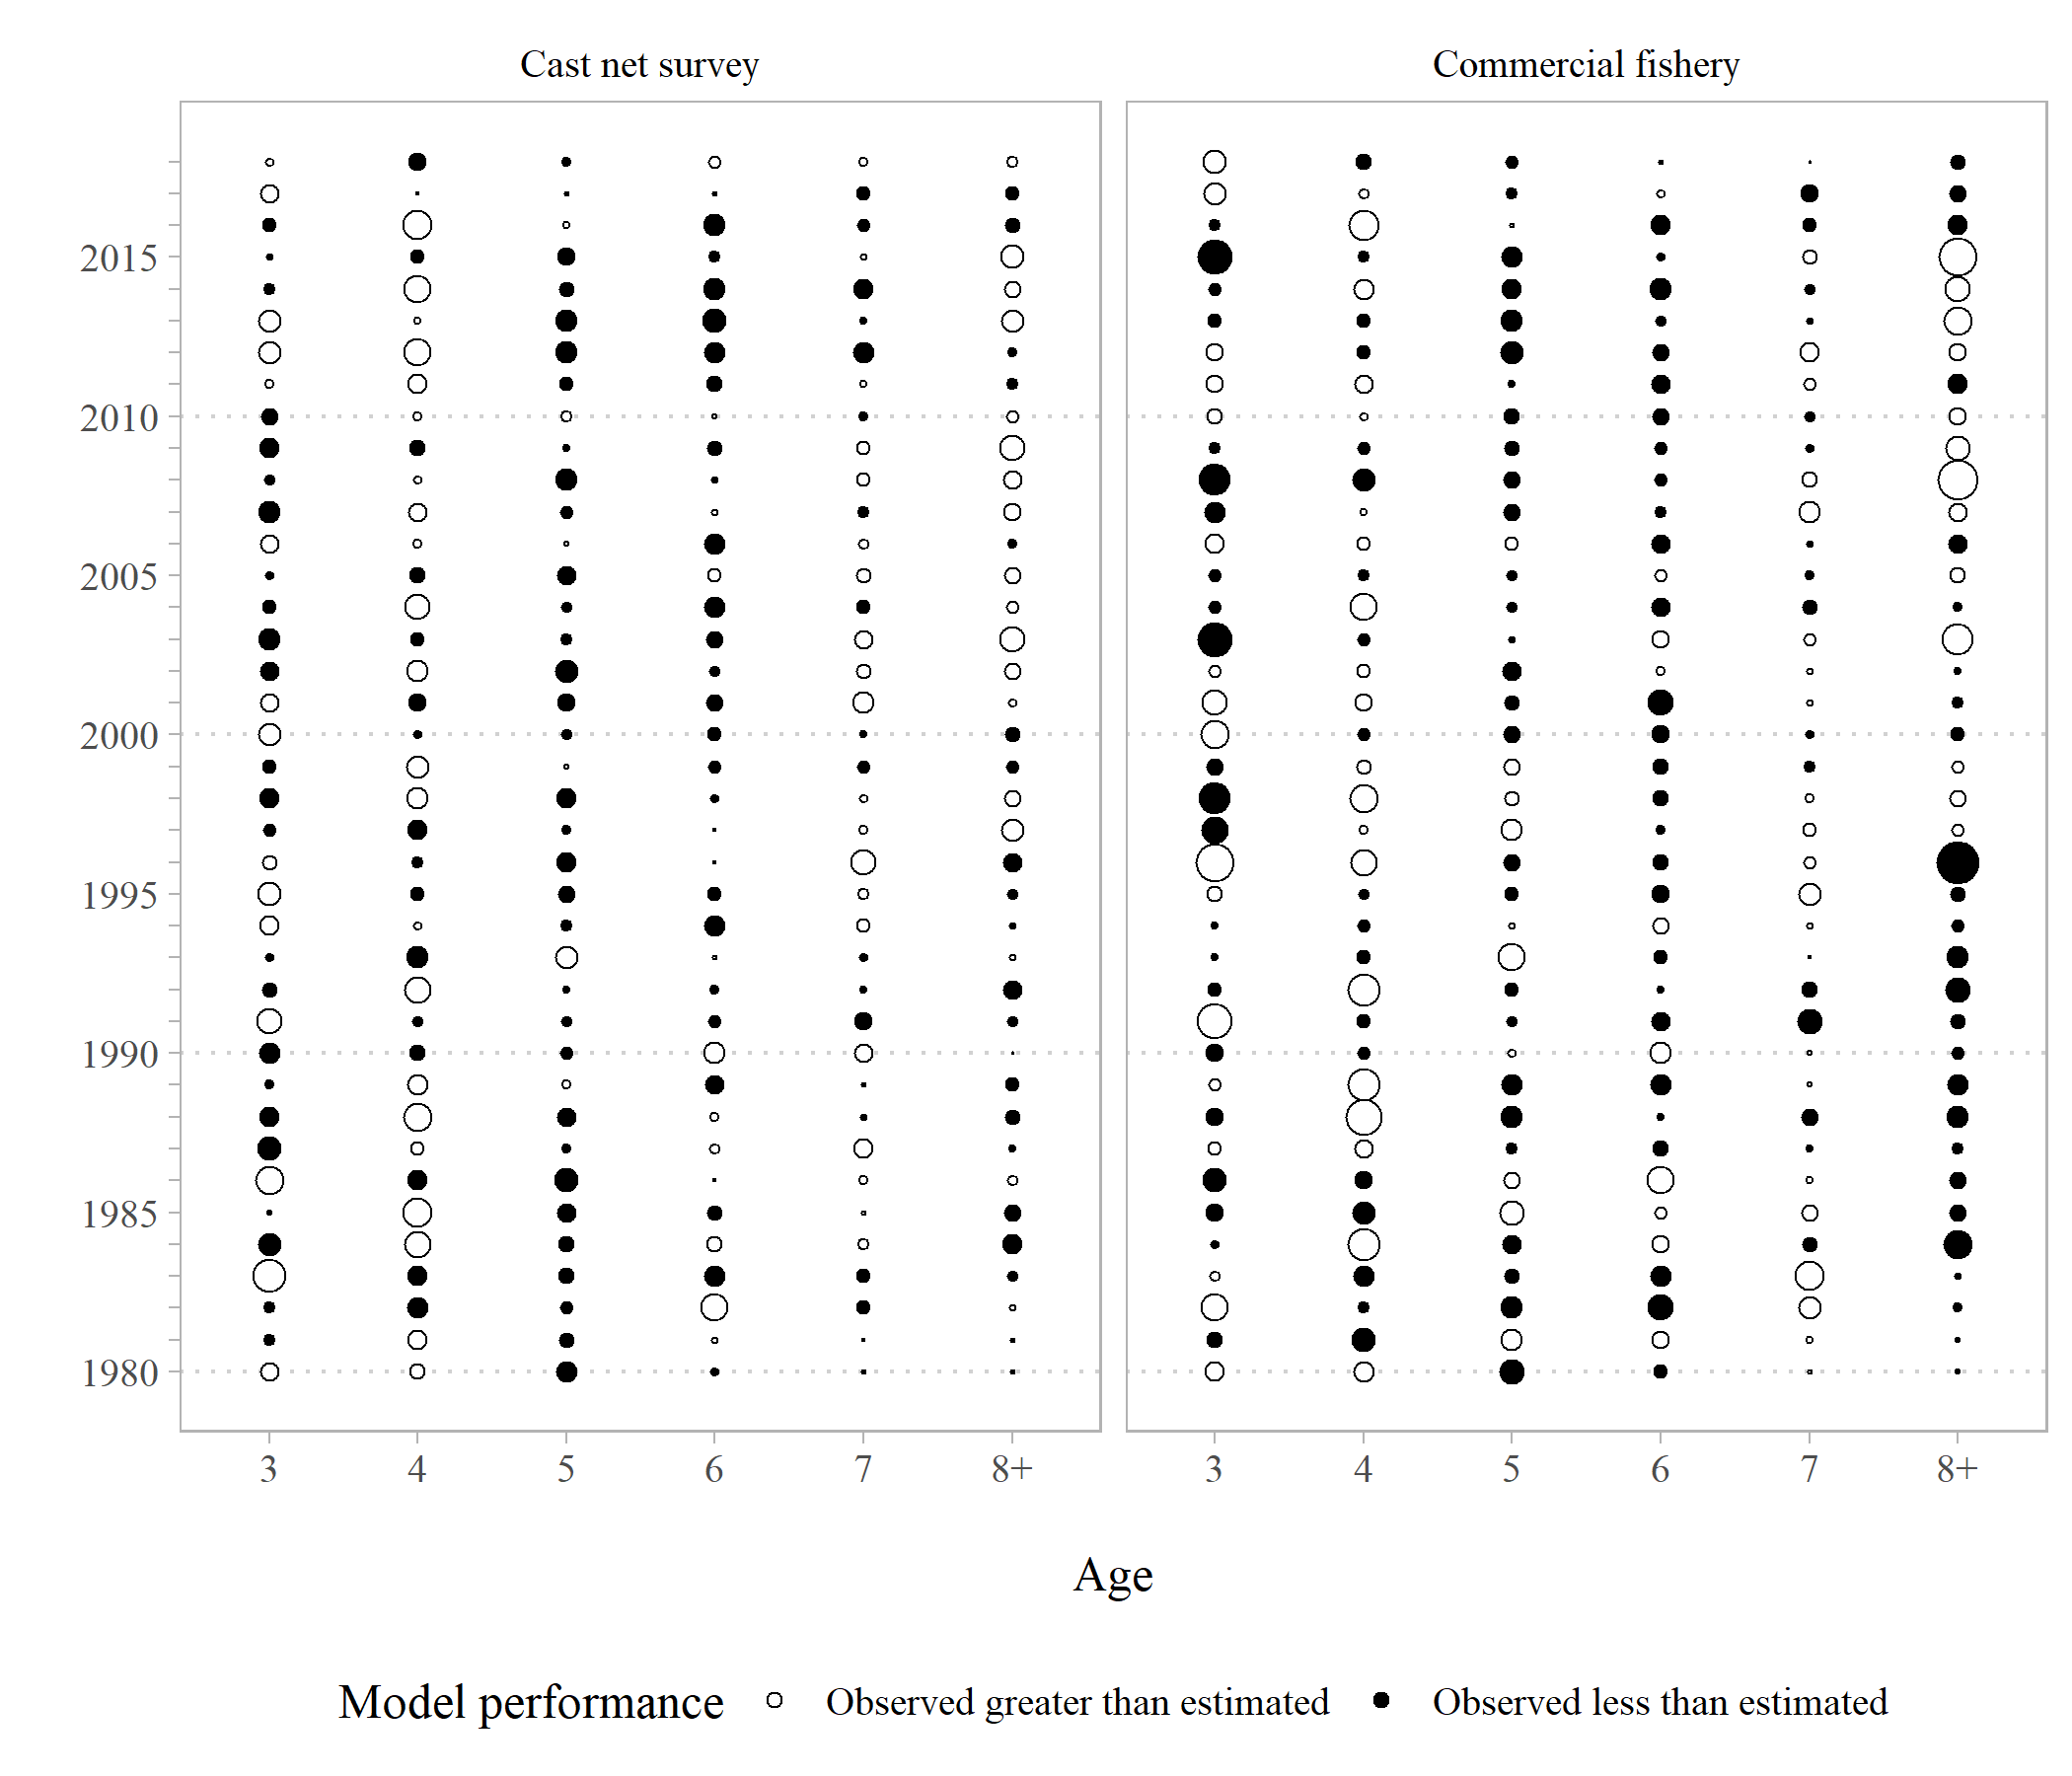 Cast net survey Commercial fishery
2015
2010
2005
2000
1995
1990
1985
1980
3 4 5 6 7 8+ 3 4 5 6 7 8+
Age
Model performance Observed greater than estimated Observed less than estimated